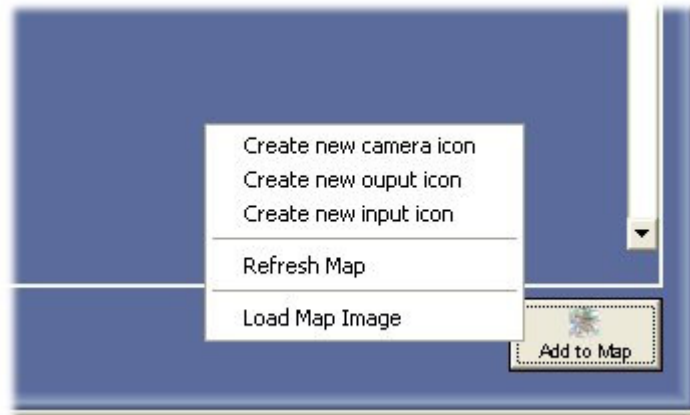 Create new camera icon
Create new ouput icon
Create new input icon
Refresh Map
Load Map Image
Add to Map